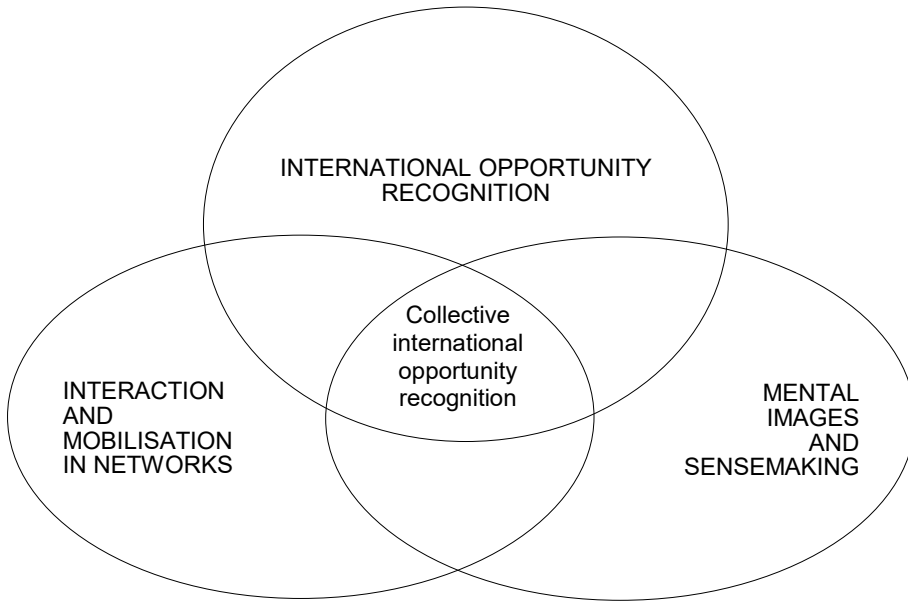 INTERNATIONAL OPPORTUNITY
RECOGNITION
Collective
international
opportunity
recognition
INTERACTION
AND
MOBILISATION
IN NETWORKS
MENTAL
IMAGES
AND
SENSEMAKING